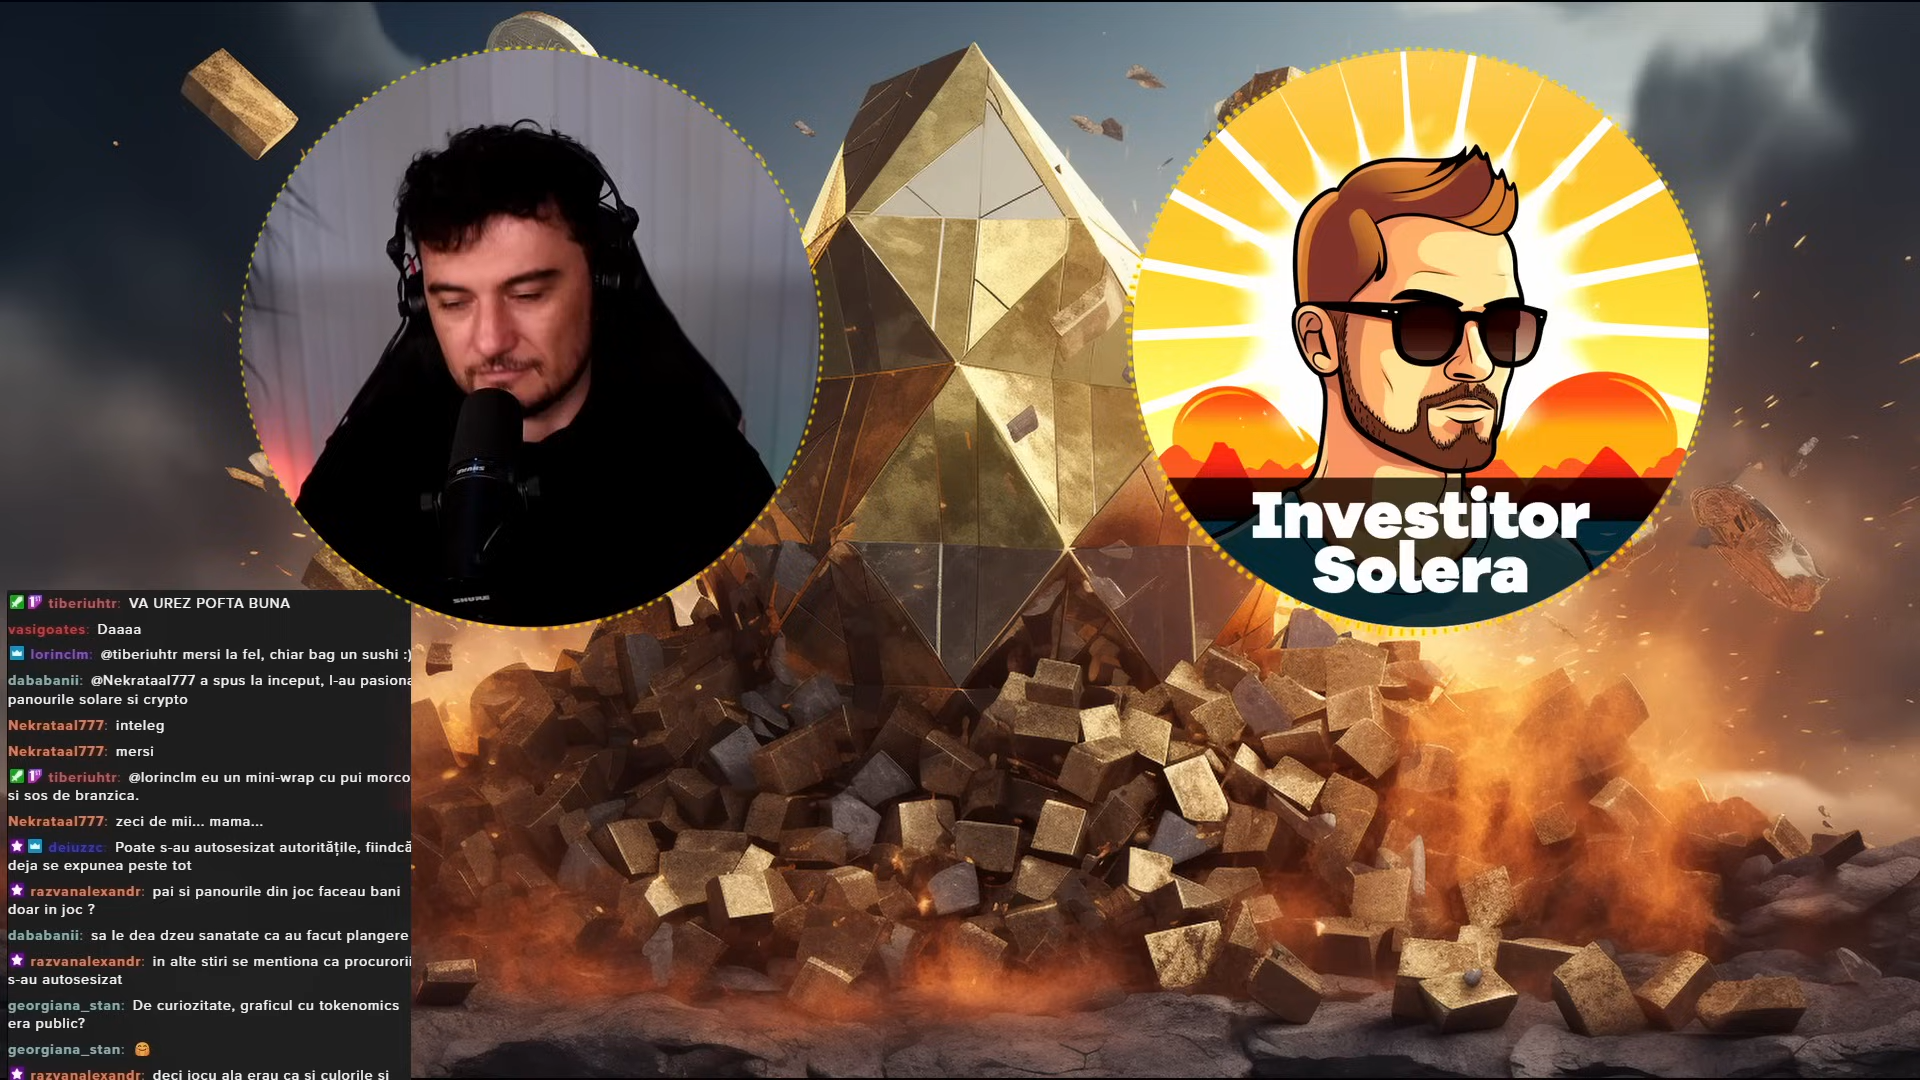 Investitor
Solera
SHURE
tiberiuhtr: VA UREZ POFTA BUNA
vasigoates: Daaaa
lorinclm: @tiberiuhtr mersi la fel, chiar bag un sushi :)
dababanii: @Nekrataal777 a spus la inceput, l-au pasiona
panourile solare si crypto
Nekrataal777: inteleg
Nekrataal777: mersi
tiberiuhtr: @lorinclm eu un mini-wrap cu pui morco
si sos de branzica.
Nekrataal777: zeci de mii... mama...
deiuzzc: Poate s-au autosesizat autoritățile, fiindcă
deja se expunea peste tot
razvanalexandr: pai si panourile din joc faceau bani
doar in joc ?
dababanii: sa le dea dzeu sanatate ca au facut plangere
razvanalexandr: in alte stiri se mentiona ca procurorii
s-au autosesizat
georgiana_stan: De curiozitate, graficul cu tokenomics
era public?
georgiana_stan: 🤗
razvanalexandr: deci jocu ala erau ca si culorile si